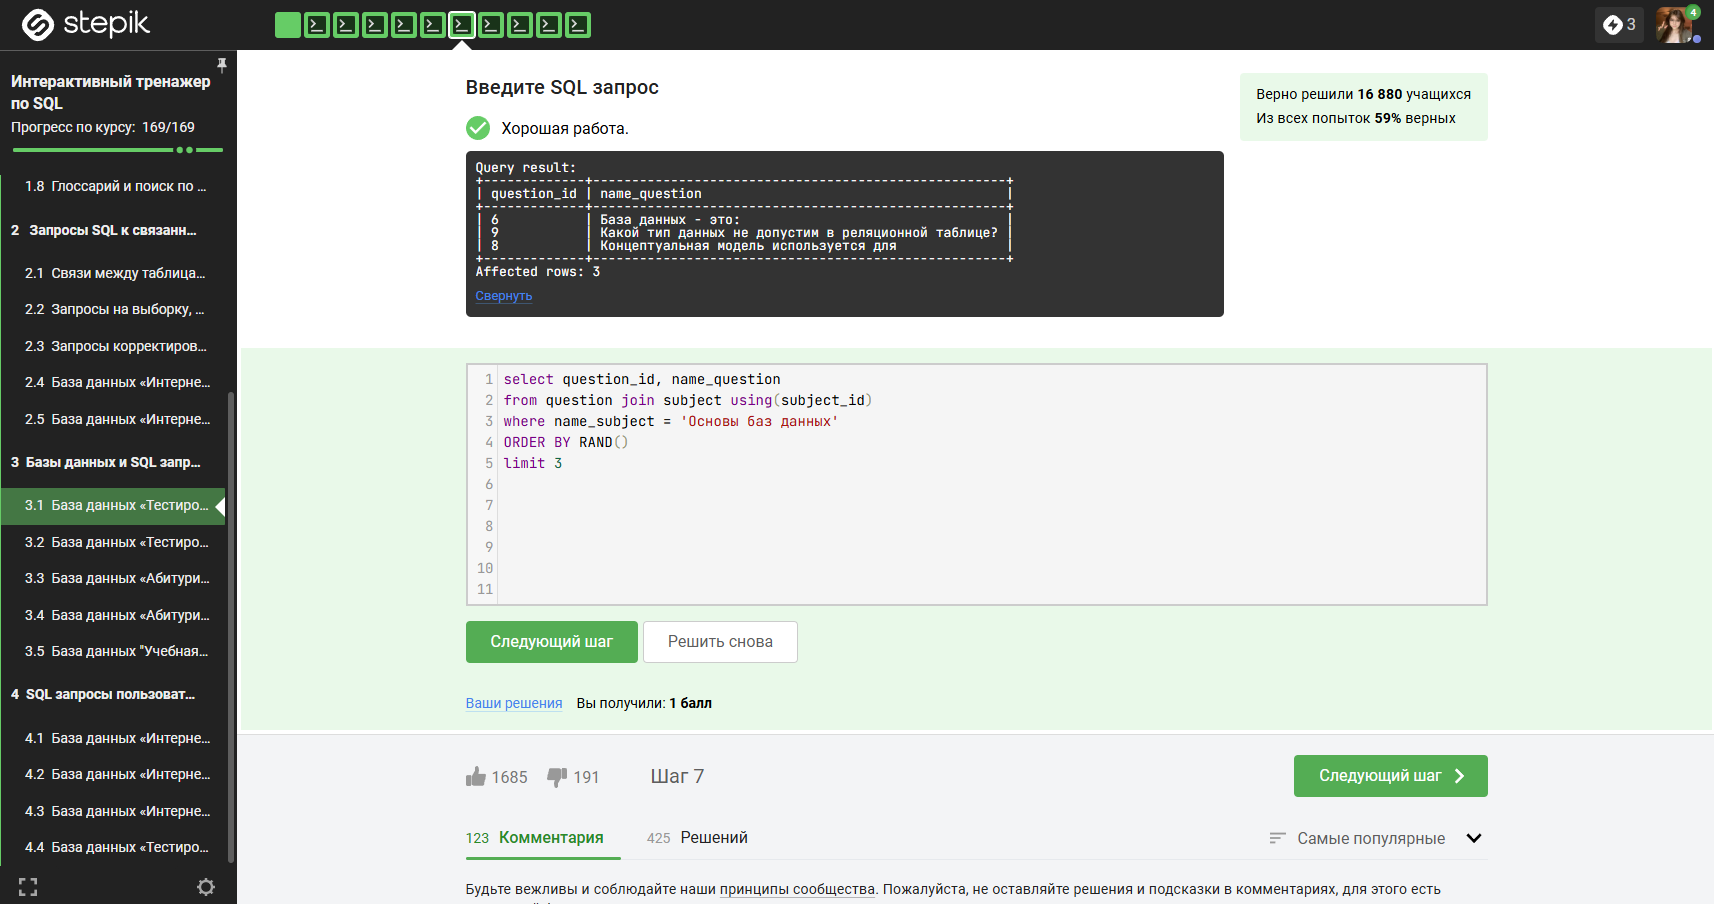 stepik
3
4
Интерактивный тренажер
по SQL
Прогресс по курсу: 169/169
1.8 Глоссарий и поиск по ...
2 Запросы SQL к связанн...
2.1 Связи между таблица...
2.2 Запросы на выборку, ...
2.3 Запросы корректиров...
2.4 База данных «Интерне...
2.5 База данных «Интерне...
3 Базы данных и SQL запр...
3.1 База данных «Тестиро...
3.2 База данных «Тестиро...
3.3 База данных «Абитури...
3.4 База данных «Абитури...
3.5 База данных "Учебная...
4 SQL запросы пользоват...
4.1 База данных «Интерне...
4.2 База данных «Интерне...
4.3 База данных «Интерне...
4.4 База данных «Тестиро...
Введите SQL запрос
Хорошая работа.
Верно решили 16 880 учащихся
Из всех попыток 59% верных
Query result:
+-------------+-----------------------------------------------------+
| question_id | name_question |
+-------------+-----------------------------------------------------+
| 6 | База данных - это: |
| 9 | Какой тип данных не допустим в реляционной таблице? |
| 8 | Концептуальная модель используется для |
+-------------+-----------------------------------------------------+
Affected rows: 3
Свернуть
1 select question_id, name_question
2 from question join subject using(subject_id)
3 where name_subject = 'Основы баз данных'
4 ORDER BY RAND()
5 limit 3
6
7
8
9
10
11
Следующий шаг Решить снова
Ваши решения Вы получили: 1 балл
1685 191 Шаг 7 Следующий шаг
123 Комментария 425 Решений Самые популярные
Будьте вежливы и соблюдайте наши принципы сообщества. Пожалуйста, не оставляйте решения и подсказки в комментариях, для этого есть